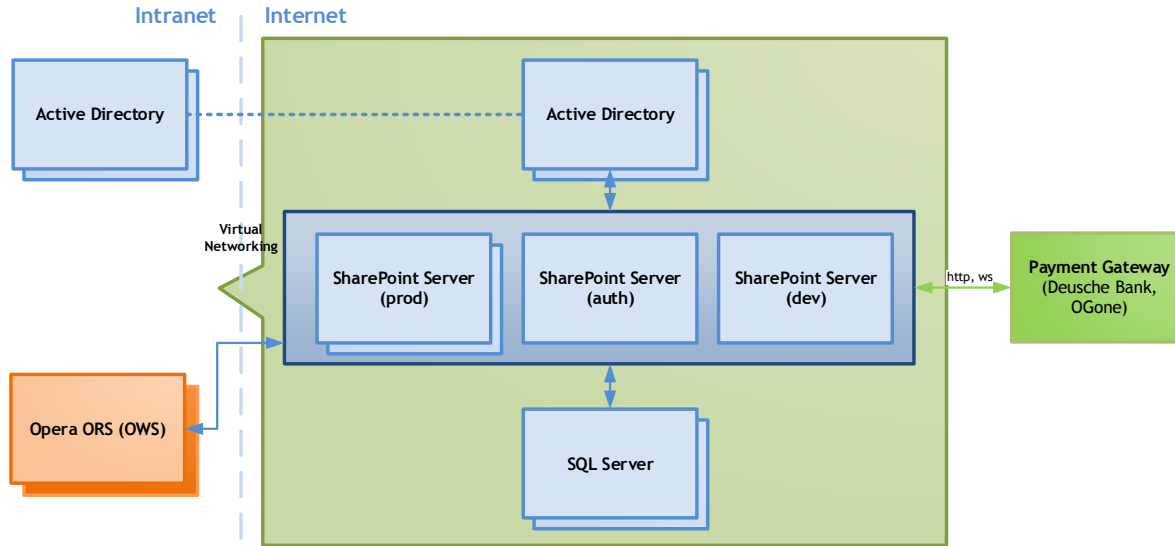 Intranet
Internet
Active Directory
Active Directory
Virtual
Networking
SharePoint Server
(prod)
SharePoint Server
(auth)
SharePoint Server
(dev)
http, ws
Payment Gateway
(Deusche Bank,
OGone)
Opera ORS (OWS)
SQL Server